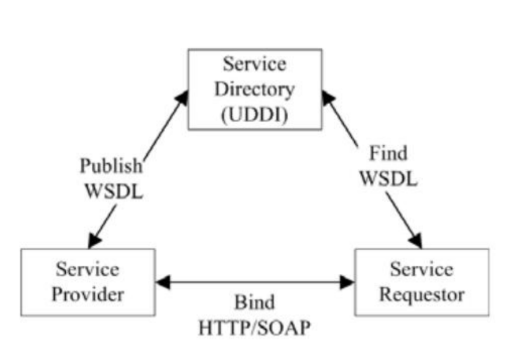 Service
Directory
(UDDI)
Publish
WSDL
Find
WSDL
Service
Provider
Service
Requestor
Bind
HTTP/SOAP